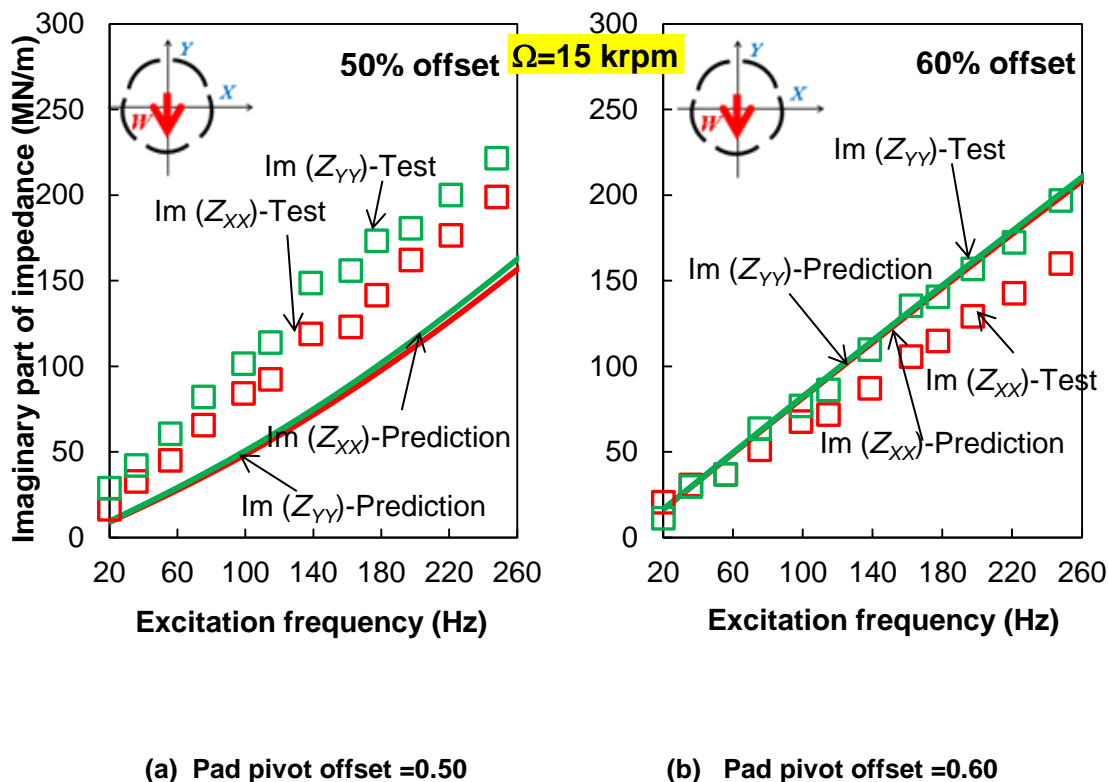 Ω=15 krpm
Imaginary part of impedance (MN/m)
300
250
200
150
100
50
0
50% offset
Y
X
W
Im (ZYY)-Test
Im (ZXX)-Test
Im (ZXX)-Prediction
Im (ZYY)-Prediction
20 60 100 140 180 220 260
Excitation frequency (Hz)
(a) Pad pivot offset =0.50
300
250
200
150
100
50
0
60% offset
Y
X
W
Im (ZYY)-Test
Im (ZYY)-Prediction
Im (ZXX)-Test
Im (ZXX)-Prediction
20 60 100 140 180 220 260
Excitation frequency (Hz)
(b) Pad pivot offset =0.60